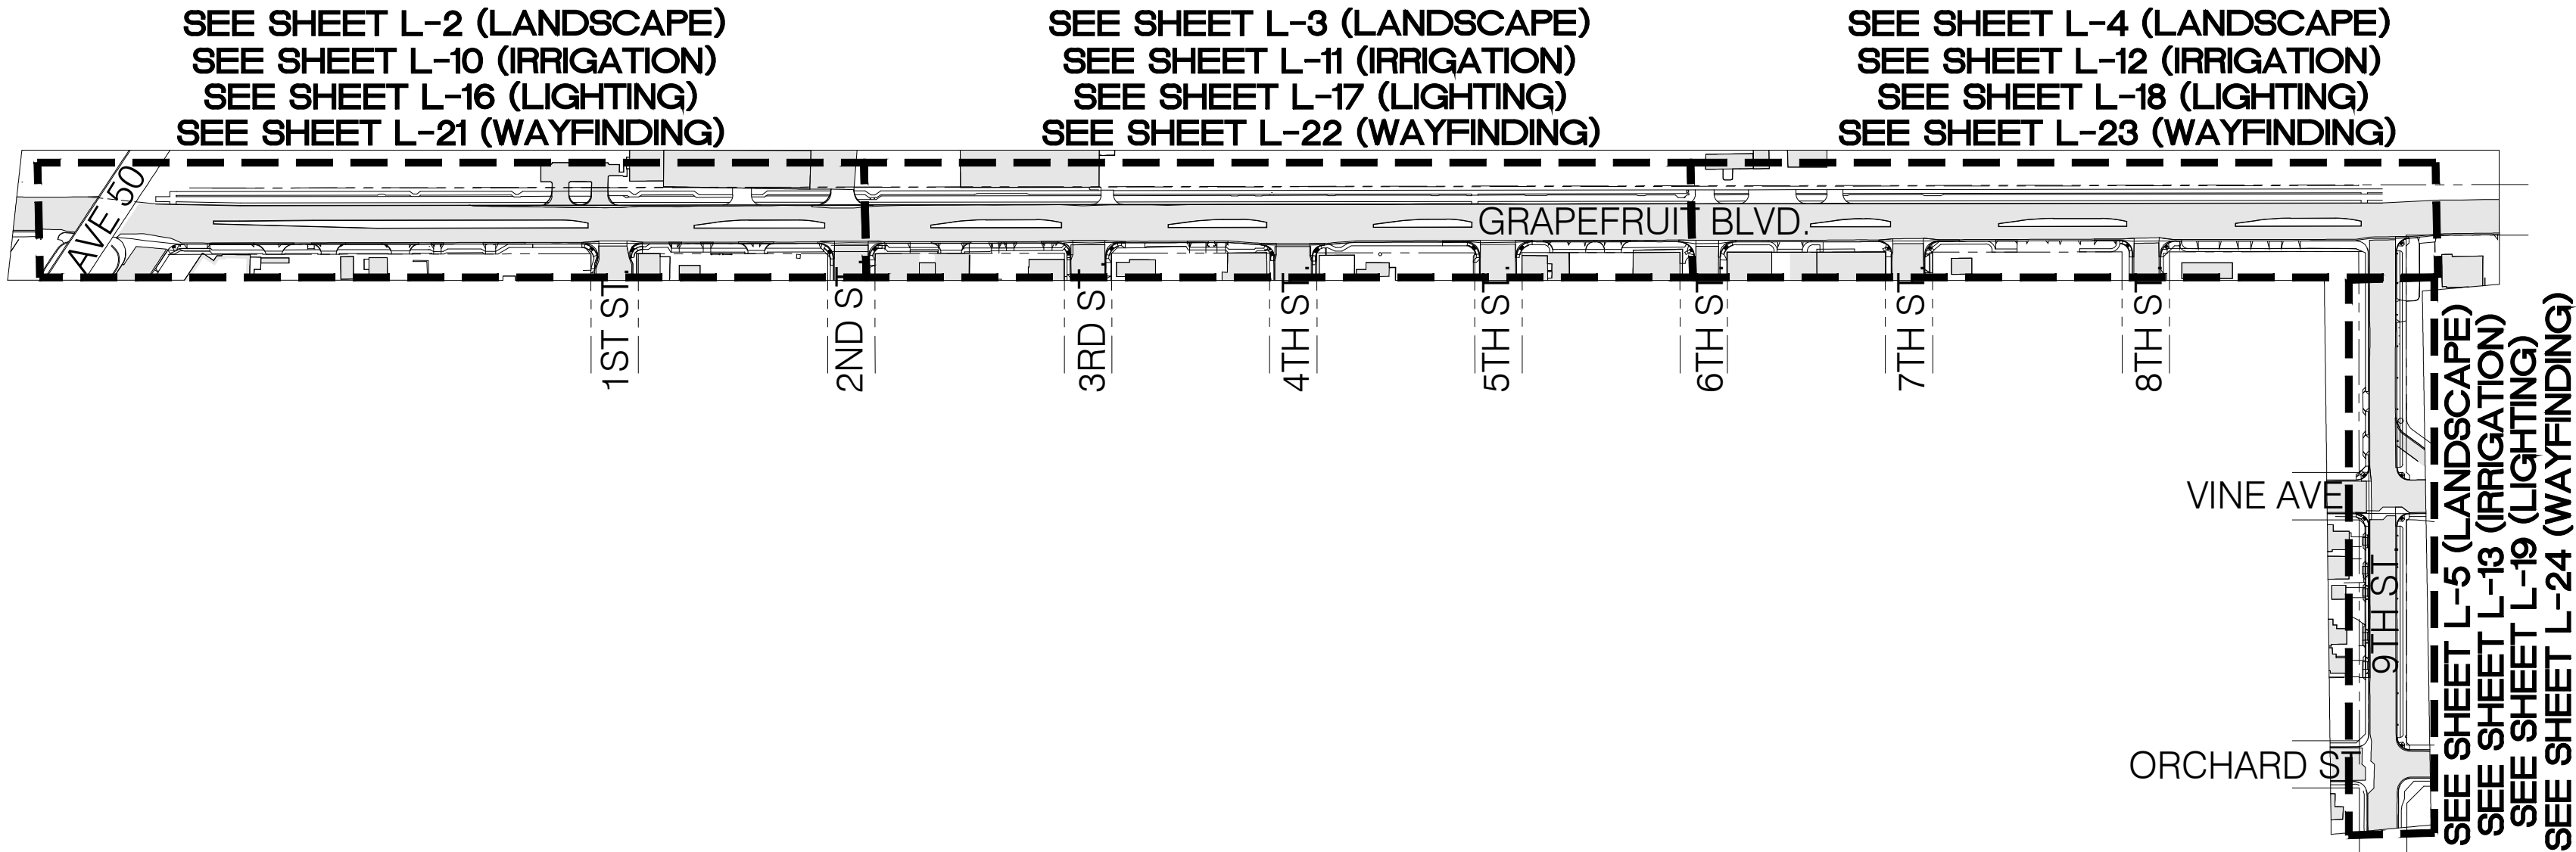 SEE SHEET L-2 (LANDSCAPE)
SEE SHEET L-10 (IRRIGATION)
SEE SHEET L-16 (LIGHTING)
SEE SHEET L-21 (WAYFINDING)
SEE SHEET L-3 (LANDSCAPE)
SEE SHEET L-11 (IRRIGATION)
SEE SHEET L-17 (LIGHTING)
SEE SHEET L-22 (WAYFINDING)
SEE SHEET L-4 (LANDSCAPE)
SEE SHEET L-12 (IRRIGATION)
SEE SHEET L-18 (LIGHTING)
SEE SHEET L-23 (WAYFINDING)
AVE 50
GRAPEFRUIT BLVD.
1ST ST
2ND ST
3RD ST
4TH ST
5TH ST
6TH ST
7TH ST
8TH ST
VINE AVE
9TH ST
ORCHARD ST
SEE SHEET L-5 (LANDSCAPE)
SEE SHEET L-13 (IRRIGATION)
SEE SHEET L-19 (LIGHTING)
SEE SHEET L-24 (WAYFINDING)